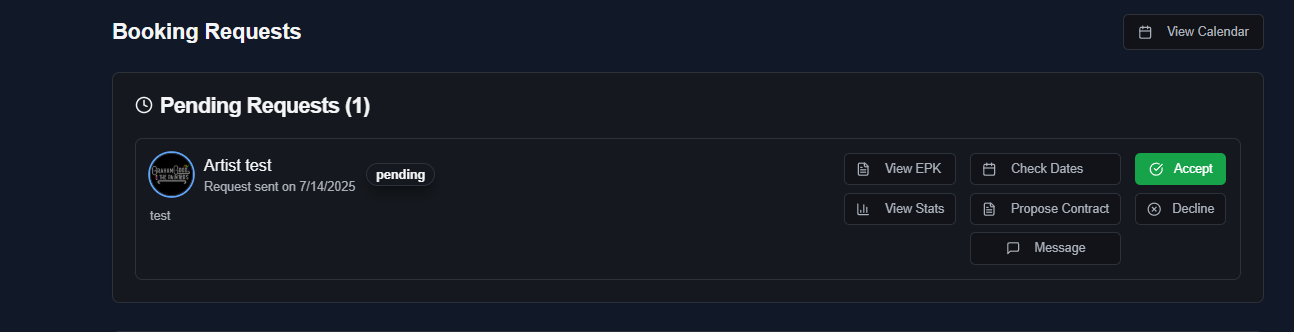 Booking Requests
View Calendar
Pending Requests (1)
Artist test
Request sent on 7/14/2025
pending
test
View EPK
Check Dates
Accept
View Stats
Propose Contract
Decline
Message